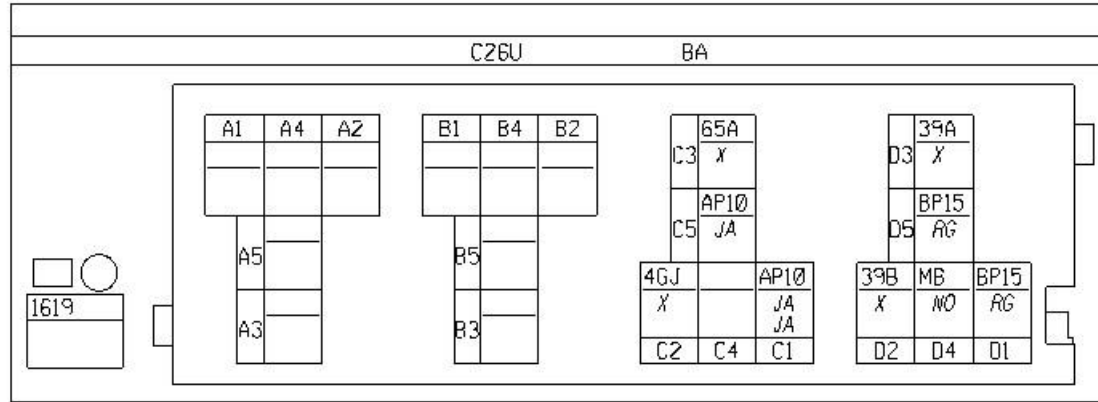 C26U BA
A1 A4 A2 B1 B4 B2 65A 39A
C3 X D3 X
AP10 BP15
C5 JA D5 RG
A5 B5
4GJ AP10 39B MB BP15
X JA X NO RG
1619
A3 B3 JA
C2 C4 C1 D2 D4 D1